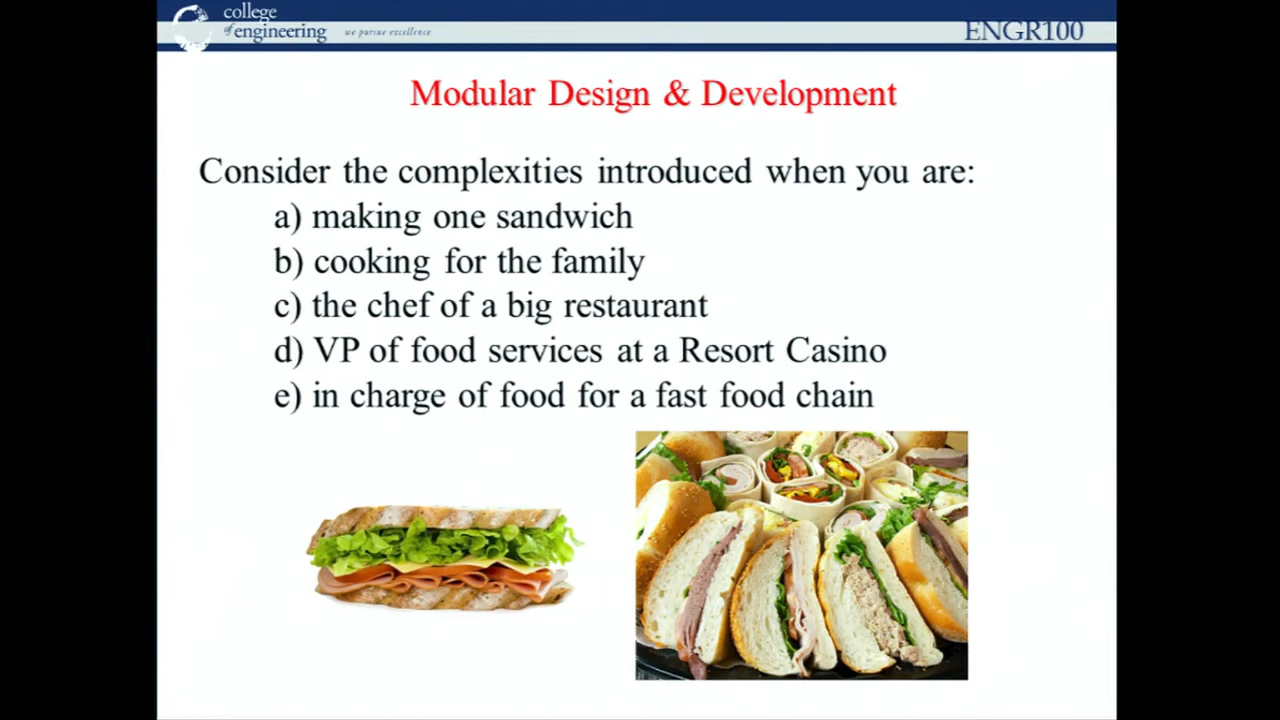 college
of engineering
we pursue excellence
ENGR100
Modular Design & Development
Consider the complexities introduced when you are:
a) making one sandwich
b) cooking for the family
c) the chef of a big restaurant
d) VP of food services at a Resort Casino
e) in charge of food for a fast food chain